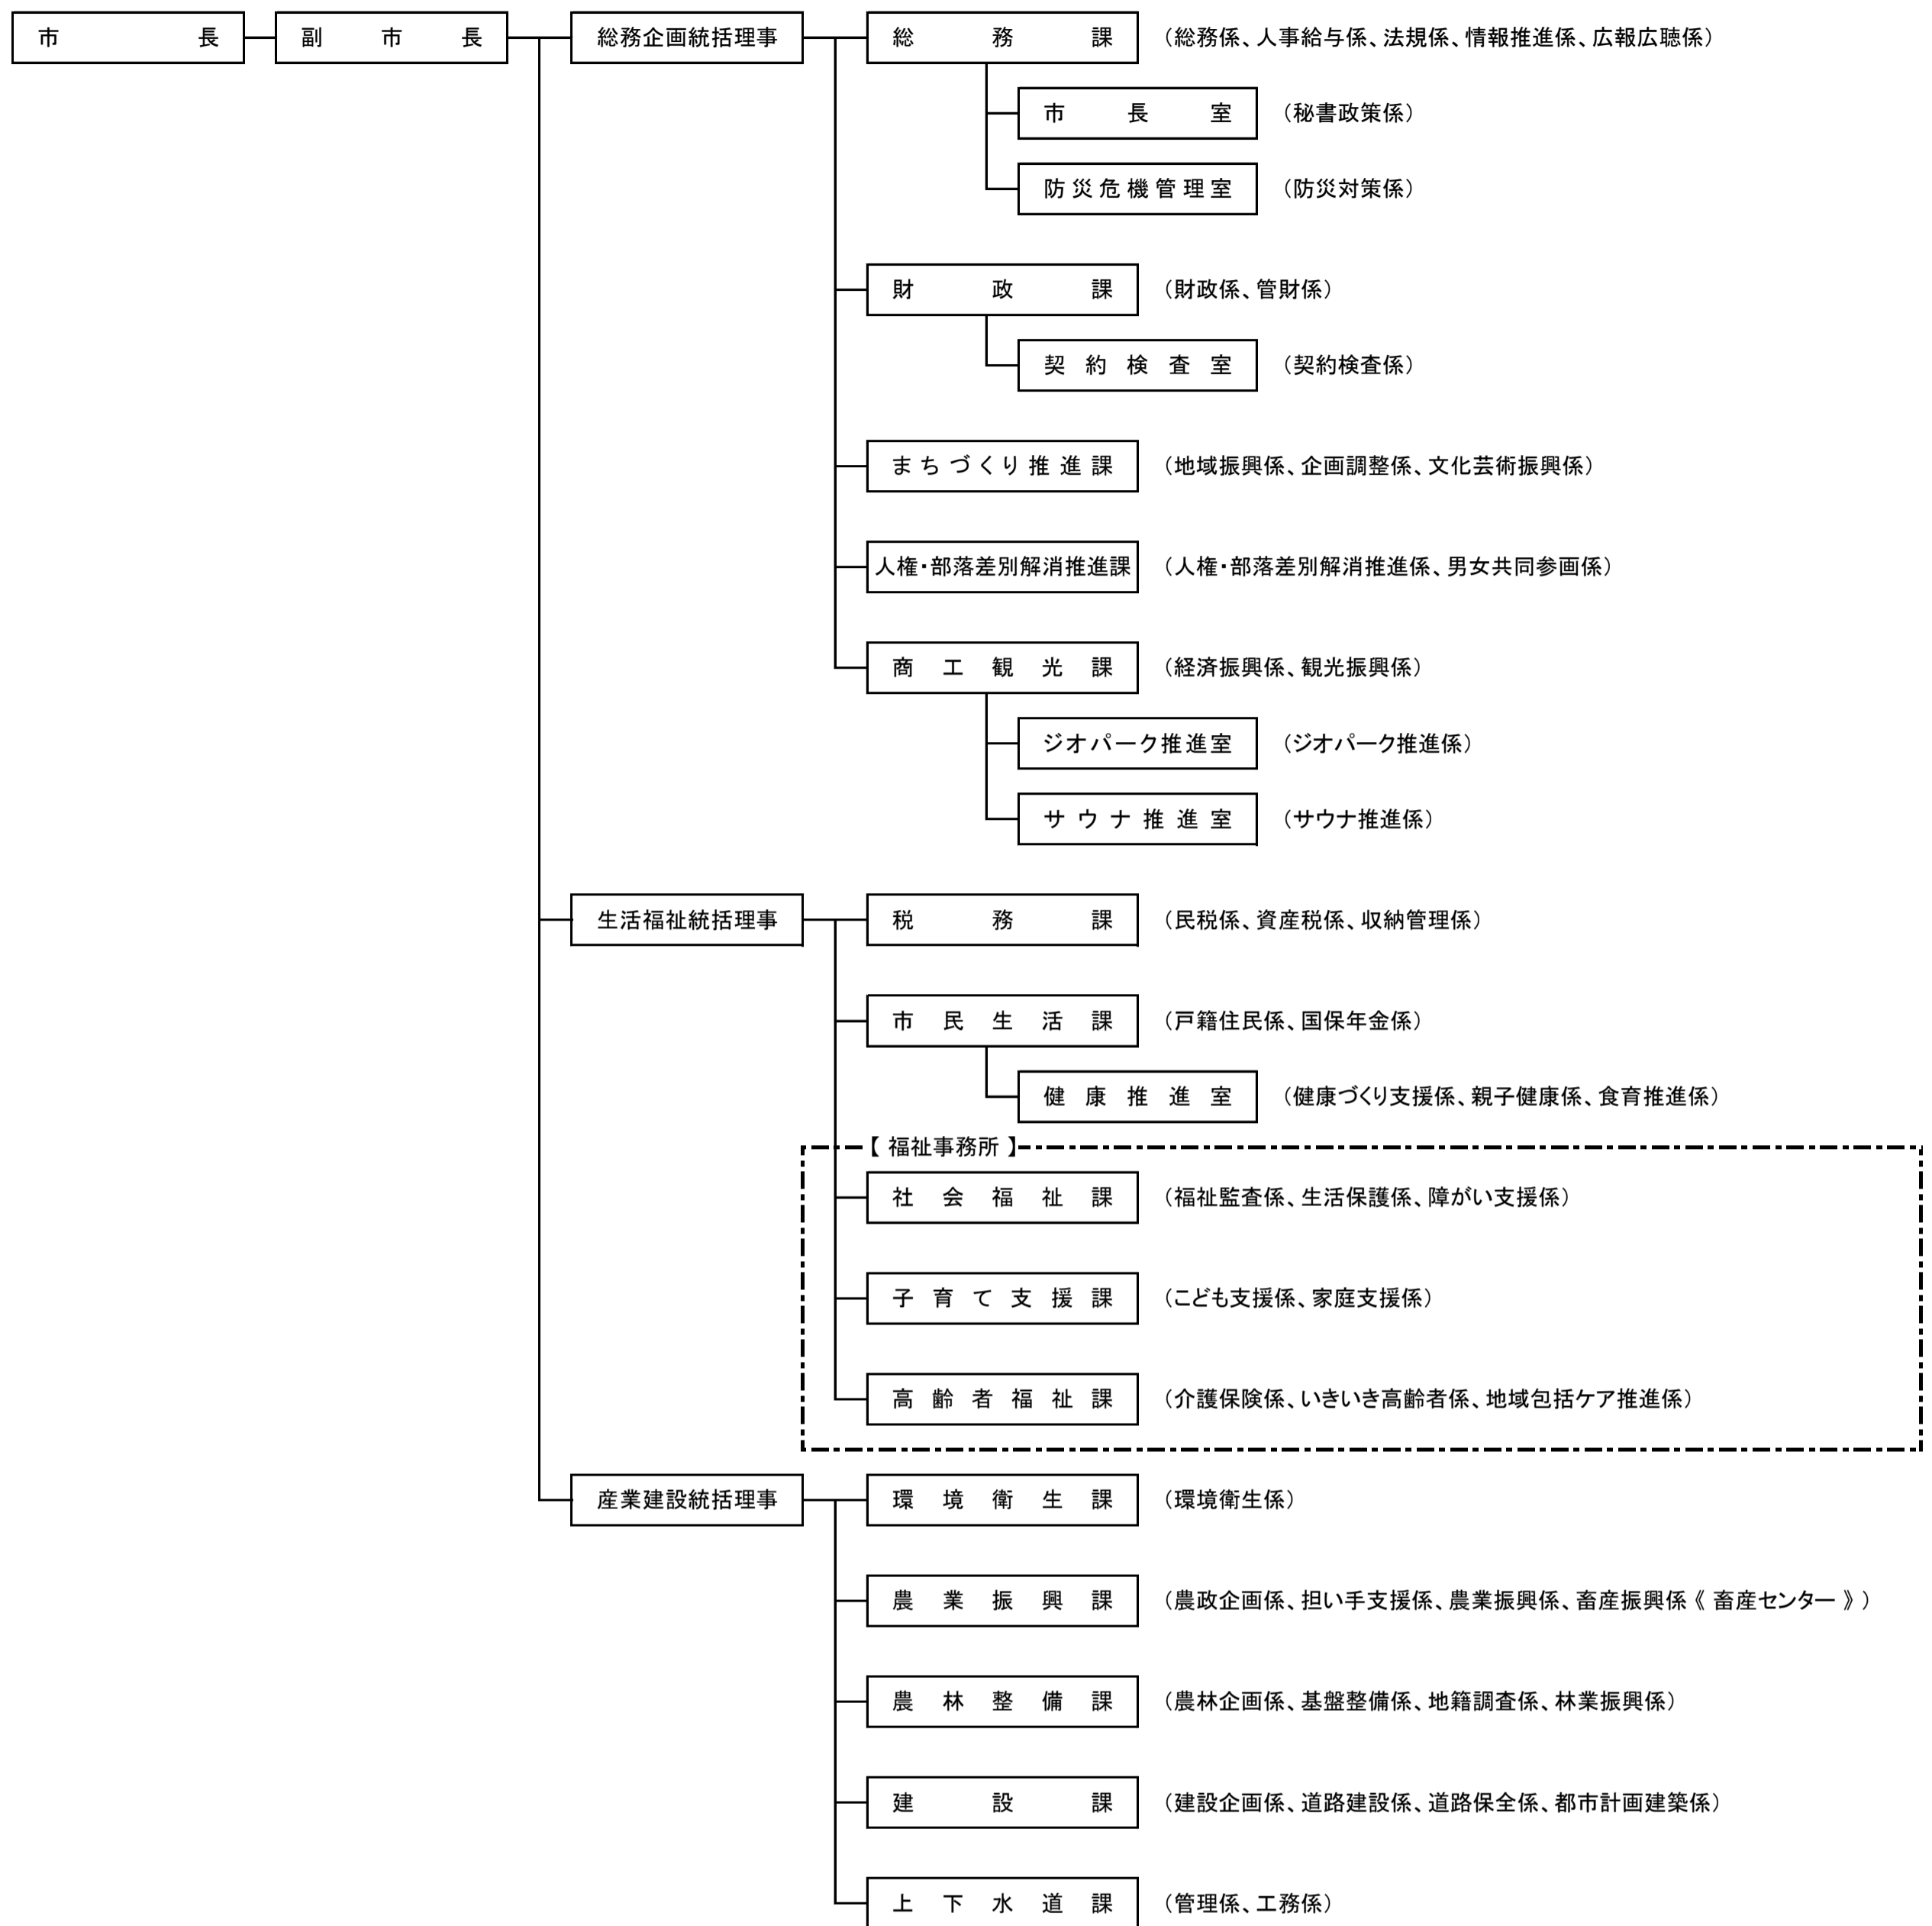 市長 副市長 総務企画統括理事 総務課 （総務係、人事給与係、法規係、情報推進係、広報広聴係）
市長室 （秘書政策係）
防災危機管理室 （防災対策係）
財政課 （財政係、管財係）
契約検査室 （契約検査係）
まちづくり推進課 （地域振興係、企画調整係、文化芸術振興係）
人権・部落差別解消推進課 （人権・部落差別解消推進係、男女共同参画係）
商工観光課 （経済振興係、観光振興係）
ジオパーク推進室 （ジオパーク推進係）
サウナ推進室 （サウナ推進係）
生活福祉統括理事 税務課 （民税係、資産税係、収納管理係）
市民生活課 （戸籍住民係、国保年金係）
健康推進室 （健康づくり支援係、親子健康係、食育推進係）
【 福祉事務所 】
社会福祉課 （福祉監査係、生活保護係、障がい支援係）
子育て支援課 （こども支援係、家庭支援係）
高齢者福祉課 （介護保険係、いきいき高齢者係、地域包括ケア推進係）
産業建設統括理事 環境衛生課 （環境衛生係）
農業振興課 （農政企画係、担い手支援係、農業振興係、畜産振興係《 畜産センター 》）
農林整備課 （農林企画係、基盤整備係、地籍調査係、林業振興係）
建設課 （建設企画係、道路建設係、道路保全係、都市計画建築係）
上下水道課 （管理係、工務係）